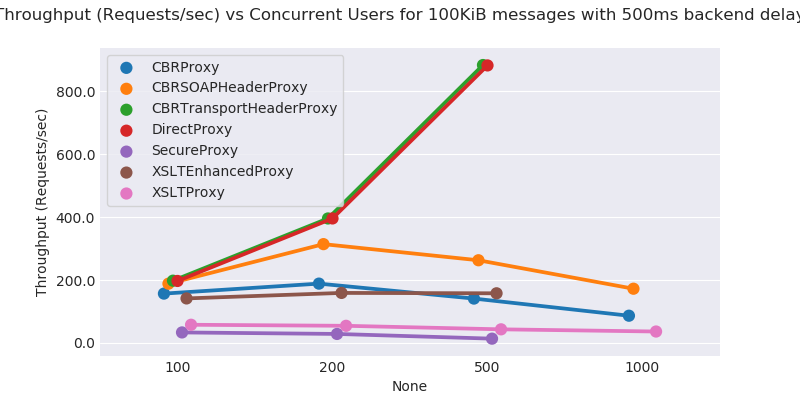 Throughput (Requests/sec) vs Concurrent Users for 100KiB messages with 500ms backend delay
CBRProxy
CBRSOAPHeaderProxy
CBRTransportHeaderProxy
DirectProxy
SecureProxy
XSLTEnhancedProxy
XSLTProxy
Throughput (Requests/sec)
800.0
600.0
400.0
200.0
0.0
100 200 500 1000
None